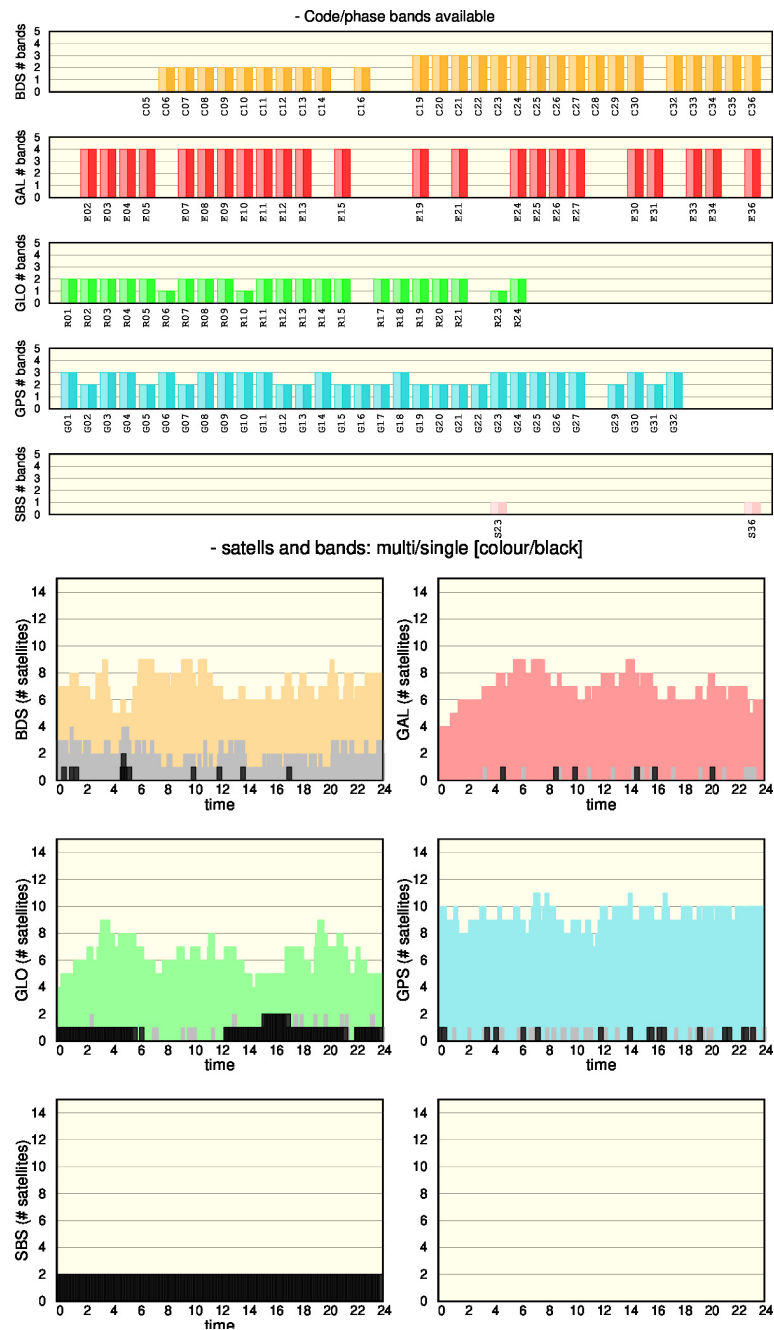 - Code/phase bands available
BDS # bands
5
4
3
2
1
0
C05 C06 C07 C08 C09 C10 C11 C12 C13 C14 C16 C19 C20 C21 C22 C23 C24 C25 C26 C27 C28 C29 C30 C32 C33 C34 C35 C36
GAL # bands
5
4
3
2
1
0
E02 E03 E04 E05 E07 E08 E09 E10 E11 E12 E13 E15 E19 E21 E24 E25 E26 E27 E30 E31 E33 E34 E36
GLO # bands
5
4
3
2
1
0
R01 R02 R03 R04 R05 R06 R07 R08 R09 R10 R11 R12 R13 R14 R15 R17 R18 R19 R20 R21 R23 R24
GPS # bands
5
4
3
2
1
0
G01 G02 G03 G04 G05 G06 G07 G08 G09 G10 G11 G12 G13 G14 G15 G16 G17 G18 G19 G20 G21 G22 G23 G24 G25 G26 G27 G29 G30 G31 G32
SBS # bands
5
4
3
2
1
0
S23 S36
- satells and bands: multi/single [colour/black]
BDS (# satellites)
14
12
10
8
6
4
2
0
0 2 4 6 8 10 12 14 16 18 20 22 24
time
GAL (# satellites)
14
12
10
8
6
4
2
0
0 2 4 6 8 10 12 14 16 18 20 22 24
time
GLO (# satellites)
14
12
10
8
6
4
2
0
0 2 4 6 8 10 12 14 16 18 20 22 24
time
GPS (# satellites)
14
12
10
8
6
4
2
0
0 2 4 6 8 10 12 14 16 18 20 22 24
time
SBS (# satellites)
14
12
10
8
6
4
2
0
0 2 4 6 8 10 12 14 16 18 20 22 24
time
14
12
10
8
6
4
2
0
0 2 4 6 8 10 12 14 16 18 20 22 24